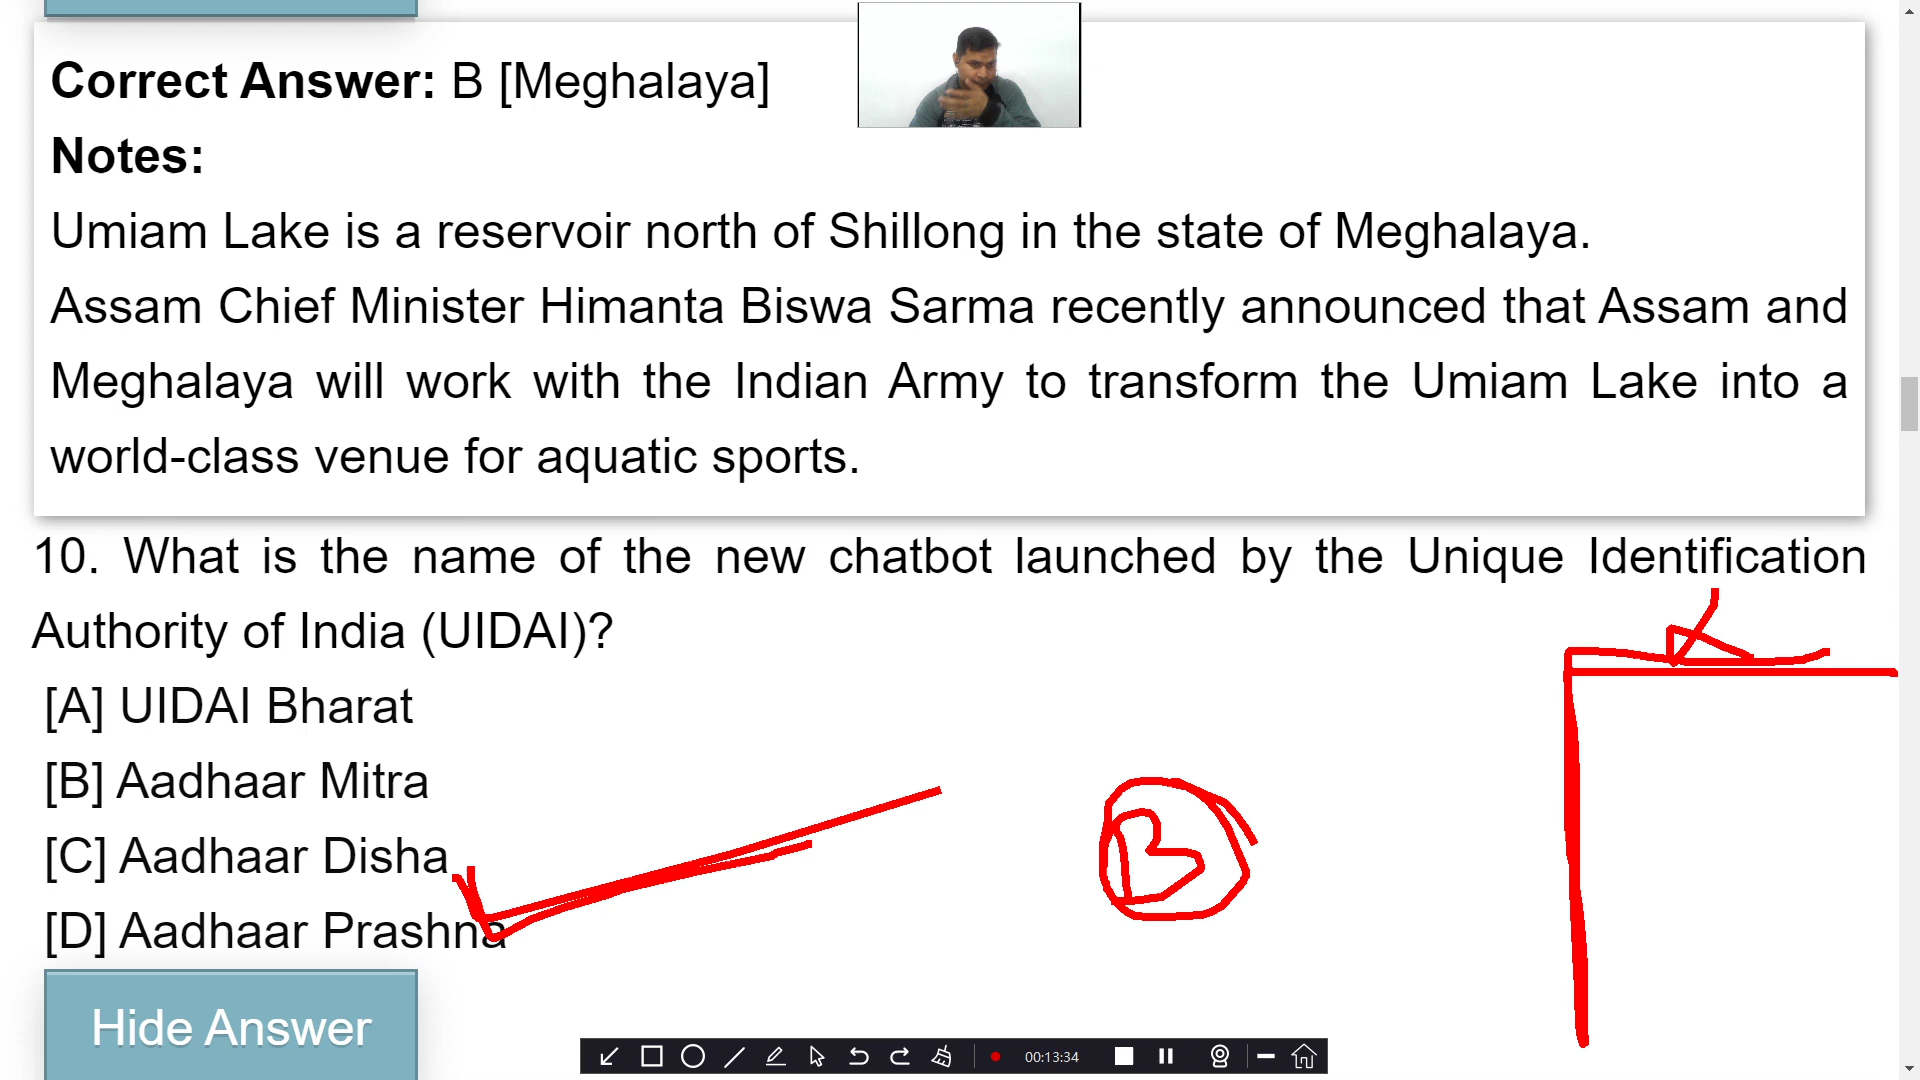 Correct Answer: B [Meghalaya]
Notes:
Umiam Lake is a reservoir north of Shillong in the state of Meghalaya.
Assam Chief Minister Himanta Biswa Sarma recently announced that Assam and
Meghalaya will work with the Indian Army to transform the Umiam Lake into a
world-class venue for aquatic sports.
10. What is the name of the new chatbot launched by the Unique Identification
Authority of India (UIDAI)?
[A] UIDAI Bharat
[B] Aadhaar Mitra
[C] Aadhaar Disha
[D] Aadhaar Prashna
B
Hide Answer
00:13:34